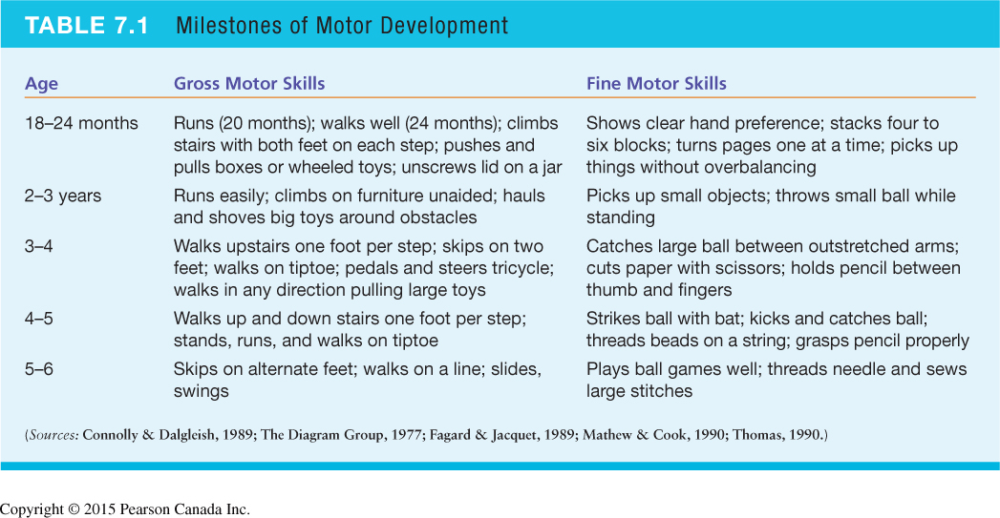 TABLE 7.1 Milestones of Motor Development
Age Gross Motor Skills Fine Motor Skills
18–24 months Runs (20 months); walks well (24 months); climbs Shows clear hand preference; stacks four to
stairs with both feet on each step; pushes and six blocks; turns pages one at a time; picks up
pulls boxes or wheeled toys; unscrews lid on a jar things without overbalancing
2–3 years Runs easily; climbs on furniture unaided; hauls Picks up small objects; throws small ball while
and shoves big toys around obstacles standing
3–4 Walks upstairs one foot per step; skips on two Catches large ball between outstretched arms;
feet; walks on tiptoe; pedals and steers tricycle; cuts paper with scissors; holds pencil between
walks in any direction pulling large toys thumb and fingers
4–5 Walks up and down stairs one foot per step; Strikes ball with bat; kicks and catches ball;
stands, runs, and walks on tiptoe threads beads on a string; grasps pencil properly
5–6 Skips on alternate feet; walks on a line; slides, Plays ball games well; threads needle and sews
swings large stitches
(Sources: Connolly & Dalgleish, 1989; The Diagram Group, 1977; Fagard & Jacquet, 1989; Mathew & Cook, 1990; Thomas, 1990.)
Copyright © 2015 Pearson Canada Inc.